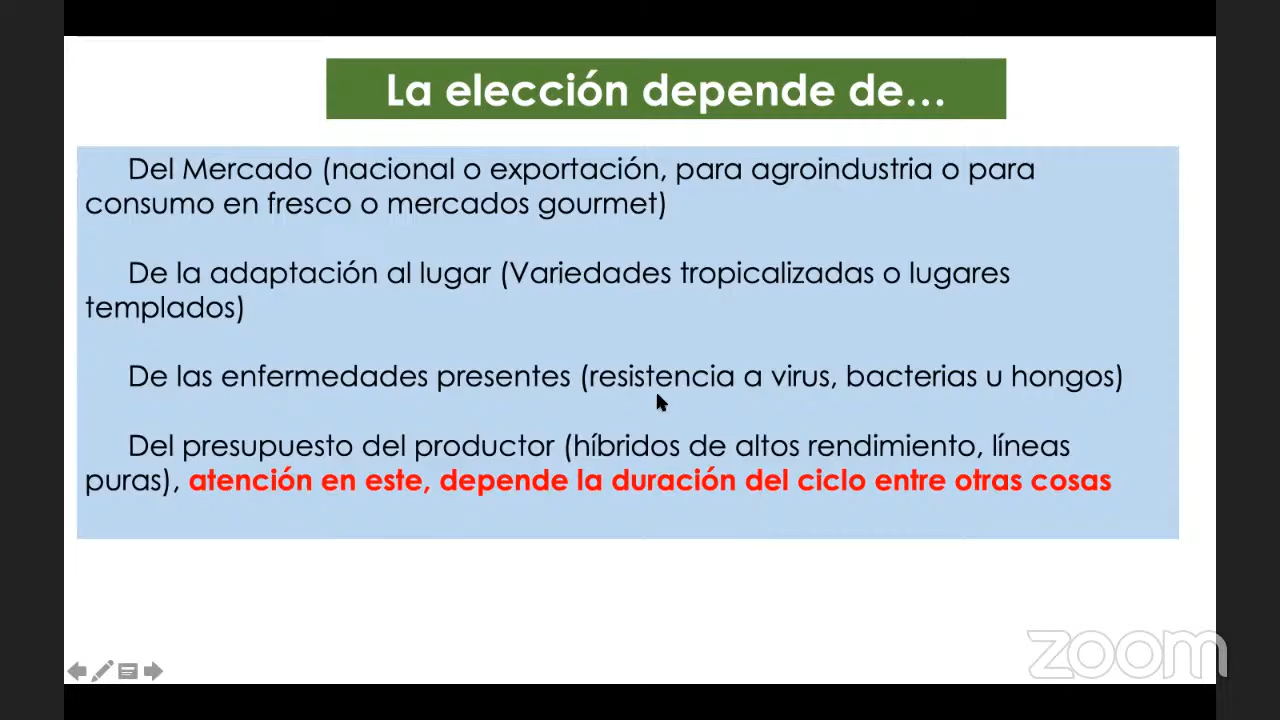 La elección depende de...
Del Mercado (nacional o exportación, para agroindustria o para
consumo en fresco o mercados gourmet)
De la adaptación al lugar (Variedades tropicalizadas o lugares
templados)
De las enfermedades presentes (resistencia a virus, bacterias u hongos)
Del presupuesto del productor (híbridos de altos rendimiento, líneas
puras), atención en este, depende la duración del ciclo entre otras cosas
zoom